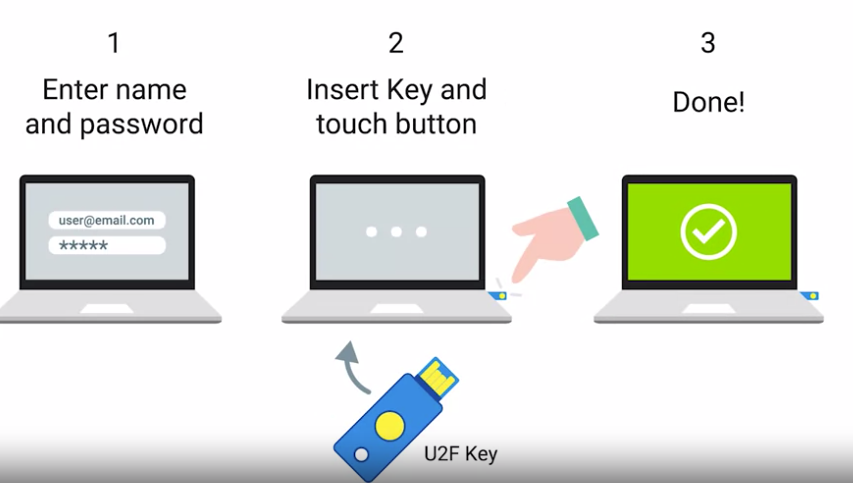 1
Enter name
and password
2
Insert Key and
touch button
3
Done!
user@email.com
*****
U2F Key